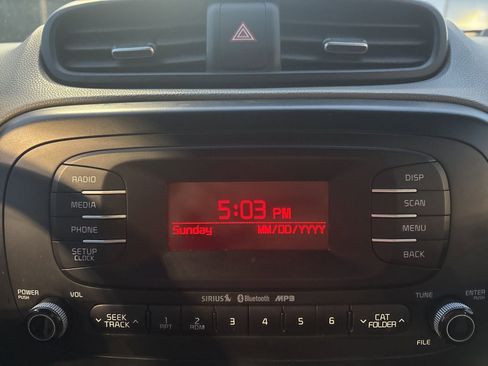 RADIO
MEDIA
PHONE
SETUP
CLOCK
5:03 PM
Sunday MM/DD/YYYY
DISP
SCAN
MENU
BACK
POWER
PUSH
VOL
SIRIUS Bluetooth MP3
TUNE
ENTER
PUSH
SEEK
TRACK
1
RPT
2
RDM
3
4
5
6
CAT
FOLDER
FILE